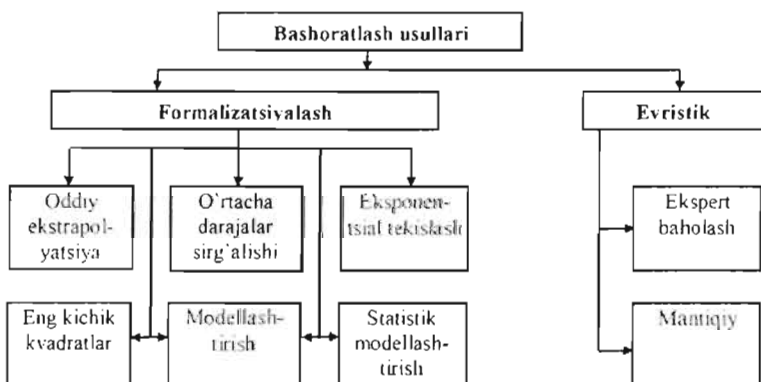 Bashoratlash usullari
Formalizatsiyalash
Evristik
Oddiy
ekstrapol-
yatsiya
O`rtacha
darajalar
sirg`alishi
Eksponen-
tsial tekislash
Ekspert
baholash
Eng kichik
kvadratlar
Modellash-
tirish
Statistik
modellash-
tirish
Mantiqiy